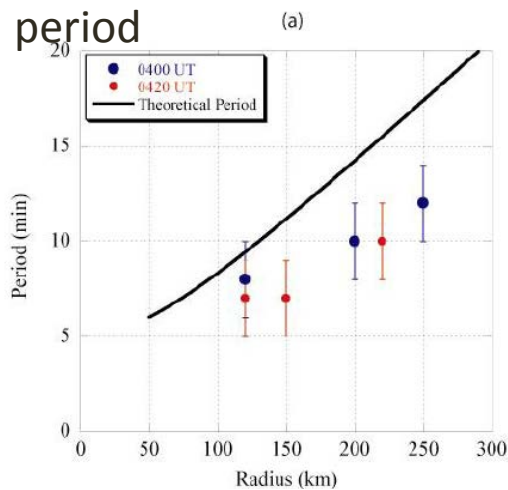 period
(a)
20
0400 UT
0420 UT
Theoretical Period
15
10
5
0
Period (min)
0 50 100 150 200 250 300
Radius (km)